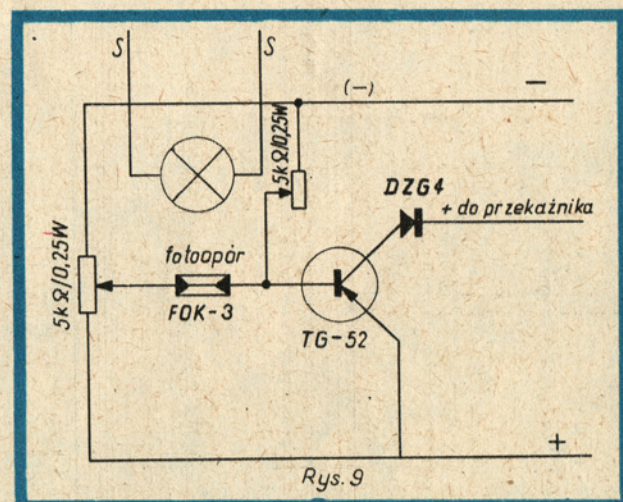 S S
(-) -
5kΩ/0,25W
DZG4
+ do przekaźnika
fotoopór
5kΩ/0,25W
FOK-3
TG-52
+
Rys. 9